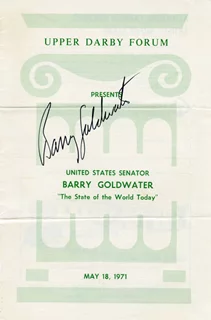 UPPER DARBY FORUM
PRESENTS
Barry Goldwater
UNITED STATES SENATOR
BARRY GOLDWATER
"The State of the World Today"
MAY 18, 1971